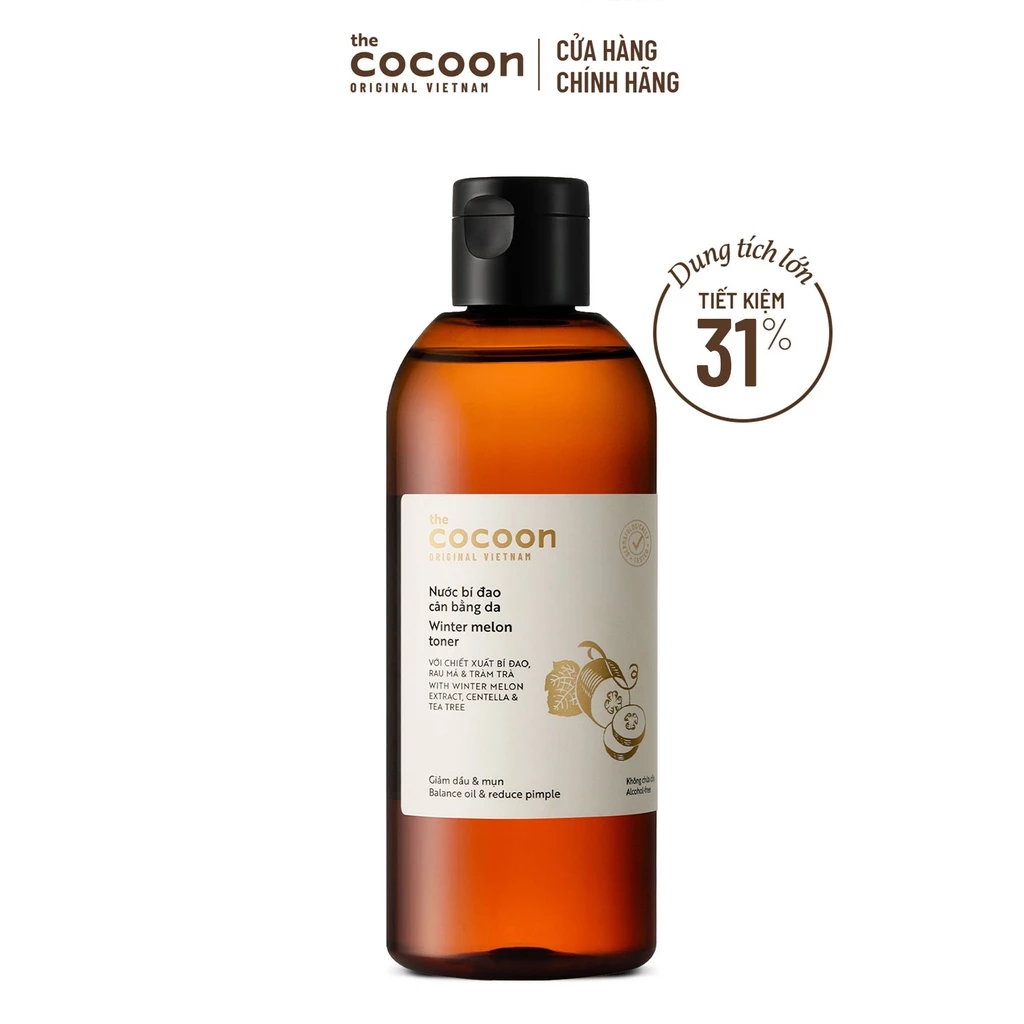 the
cocoon
ORIGINAL VIETNAM
CỬA HÀNG
CHÍNH HÃNG
Dung tích lớn
TIẾT KIỆM
31%
the
cocoon
ORIGINAL VIETNAM
Nước bí đao
cân bằng da
Winter melon
toner
VỚI CHIẾT XUẤT BÍ ĐAO,
RAU MÁ & TRÀM TRÀ
WITH WINTER MELON
EXTRACT, CENTELLA &
TEA TREE
Giảm dầu & mụn
Balance oil & reduce pimple
Không chứa
Alcohol-free